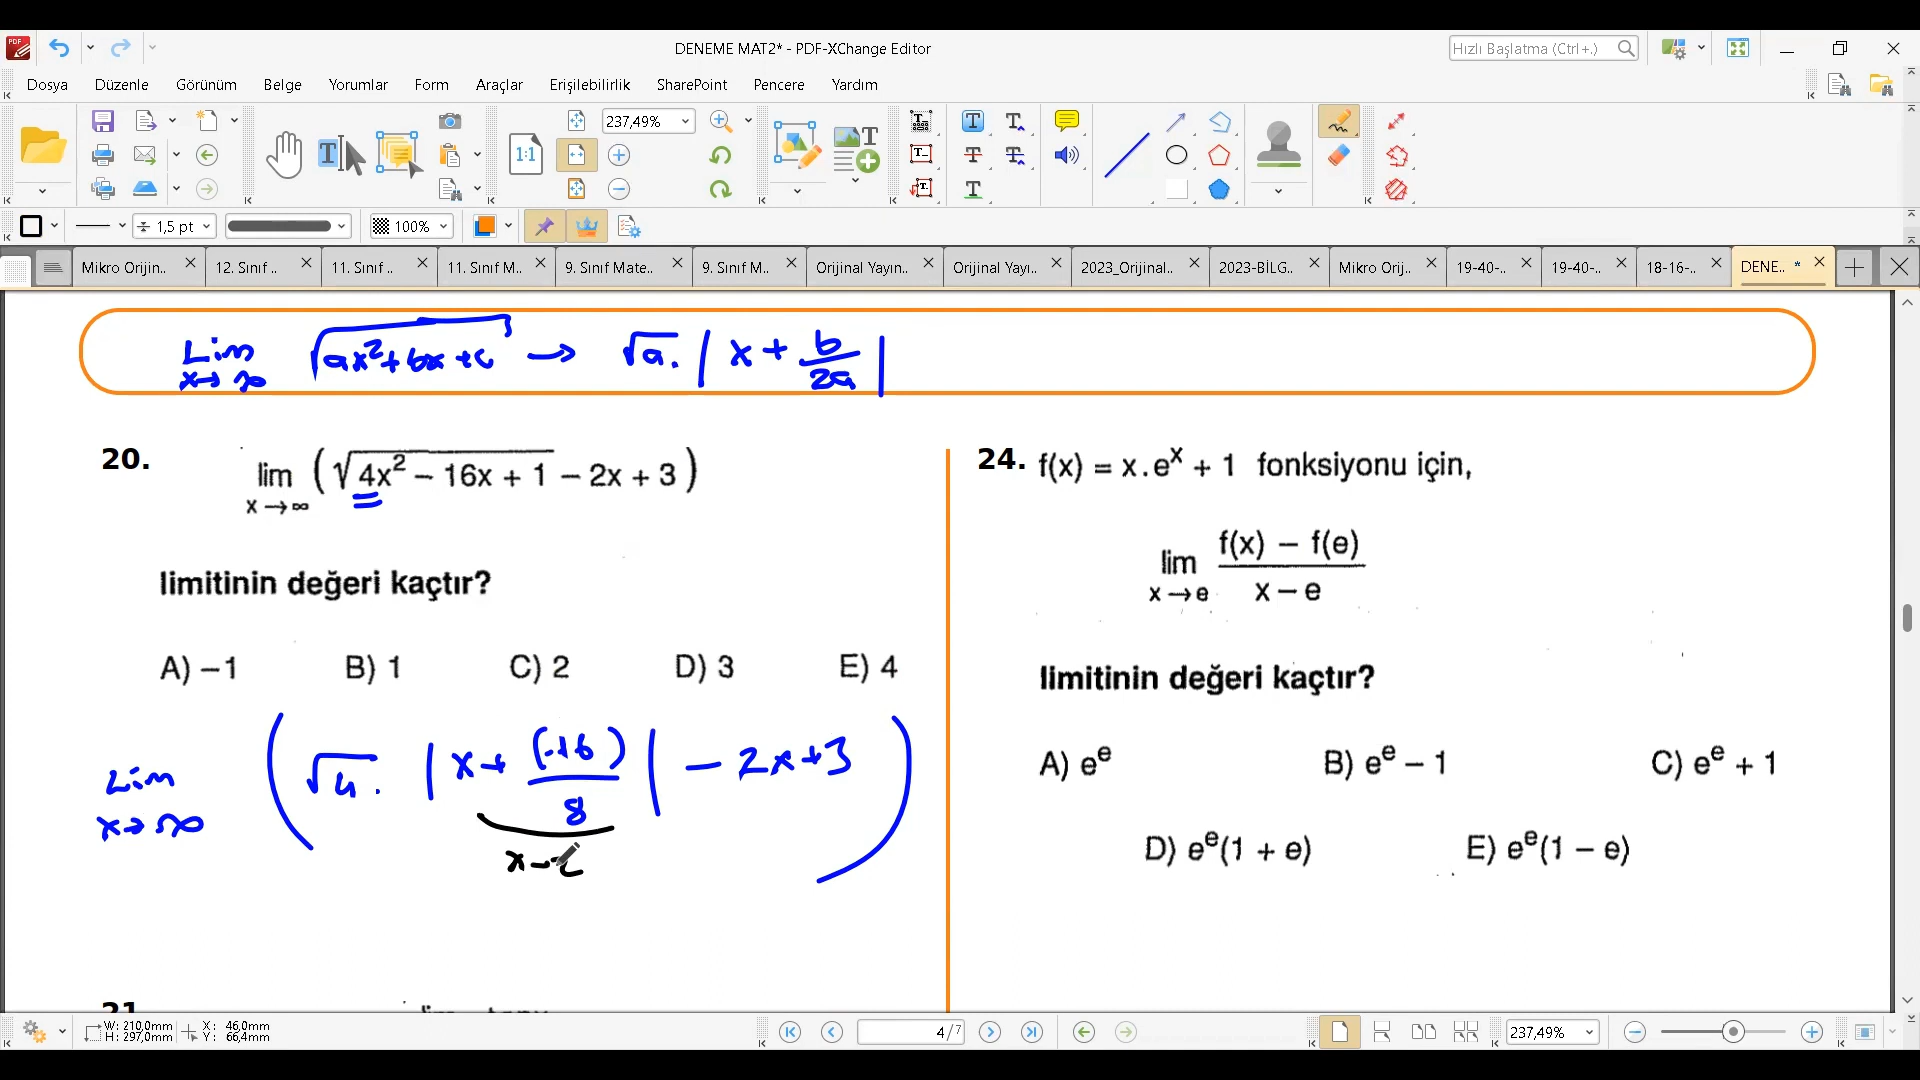 DENEME MAT2* - PDF-XChange Editor
Hızlı Başlatma (Ctrl+.)
Dosya Düzenle Görünüm Belge Yorumlar Form Araçlar Erişilebilirlik SharePoint Pencere Yardım
237,49%
1:1
1,5 pt
100%
Mikro Orijin.. 12. Sınıf .. 11. Sınıf .. 11. Sınıf M.. 9. Sınıf Mate.. 9. Sınıf M.. Orijinal Yayın.. Orijinal Yayı.. 2023_Orijinal.. 2023-BİLG.. Mikro Orij.. 19-40-.. 19-40-.. 18-16-.. DENE.. *
Lim x→∞ √(ax²+bx+c) → √a . | x + b/2a |
20. lim x→∞ ( √(4x² – 16x + 1) – 2x + 3 )
limitinin değeri kaçtır?
A) –1 B) 1 C) 2 D) 3 E) 4
Lim x→∞ ( √4 . | x + (-16)/8 | – 2x+3 )
x-2
21.
24. f(x) = x . eˣ + 1 fonksiyonu için,
lim x→e (f(x) – f(e))/(x – e)
limitinin değeri kaçtır?
A) eᵉ B) eᵉ – 1 C) eᵉ + 1
D) eᵉ(1 + e) E) eᵉ(1 – e)
W: 210,0mm
H: 297,0mm
X: 46,0mm
Y: 66,4mm
4/7
237,49%